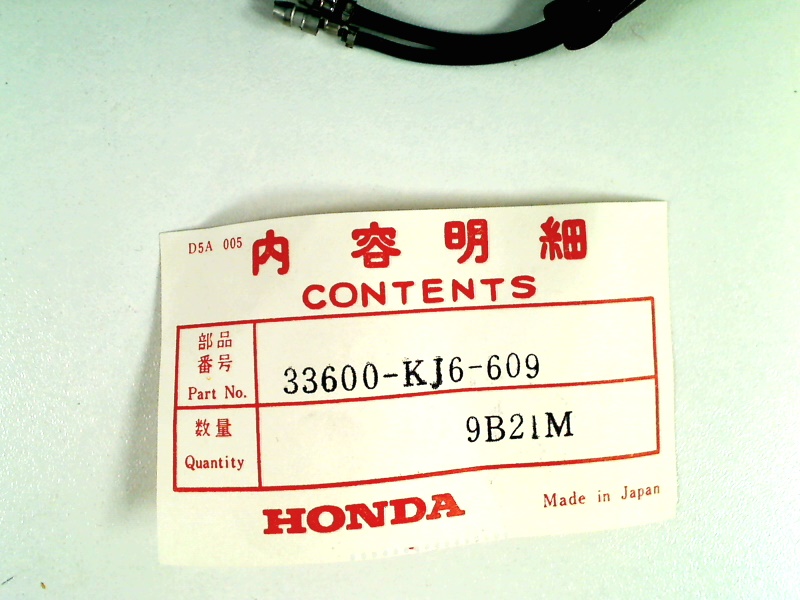 D5A 005
内容明細
CONTENTS
部品
番号
Part No.
33600-KJ6-609
数量
Quantity
9B21M
HONDA
Made in Japan